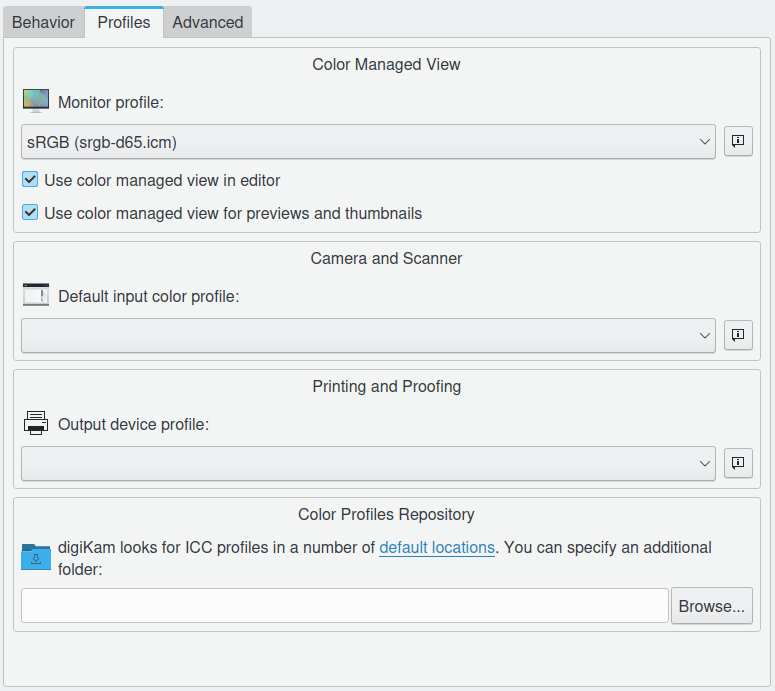 Behavior
Profiles
Advanced
Color Managed View
Monitor profile:
sRGB (srgb-d65.icm)
Use color managed view in editor
Use color managed view for previews and thumbnails
Camera and Scanner
Default input color profile:
Printing and Proofing
Output device profile:
Color Profiles Repository
digiKam looks for ICC profiles in a number of default locations. You can specify an additional
folder:
Browse...